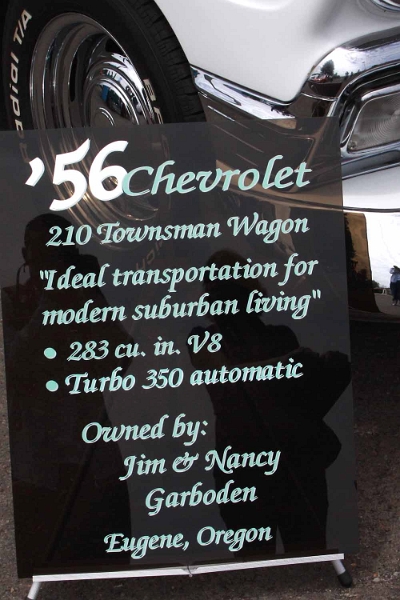 Radial T/A
'56 Chevrolet
210 Townsman Wagon
"Ideal transportation for
modern suburban living"
• 283 cu. in. V8
• Turbo 350 automatic
Owned by:
Jim & Nancy
Garboden
Eugene, Oregon